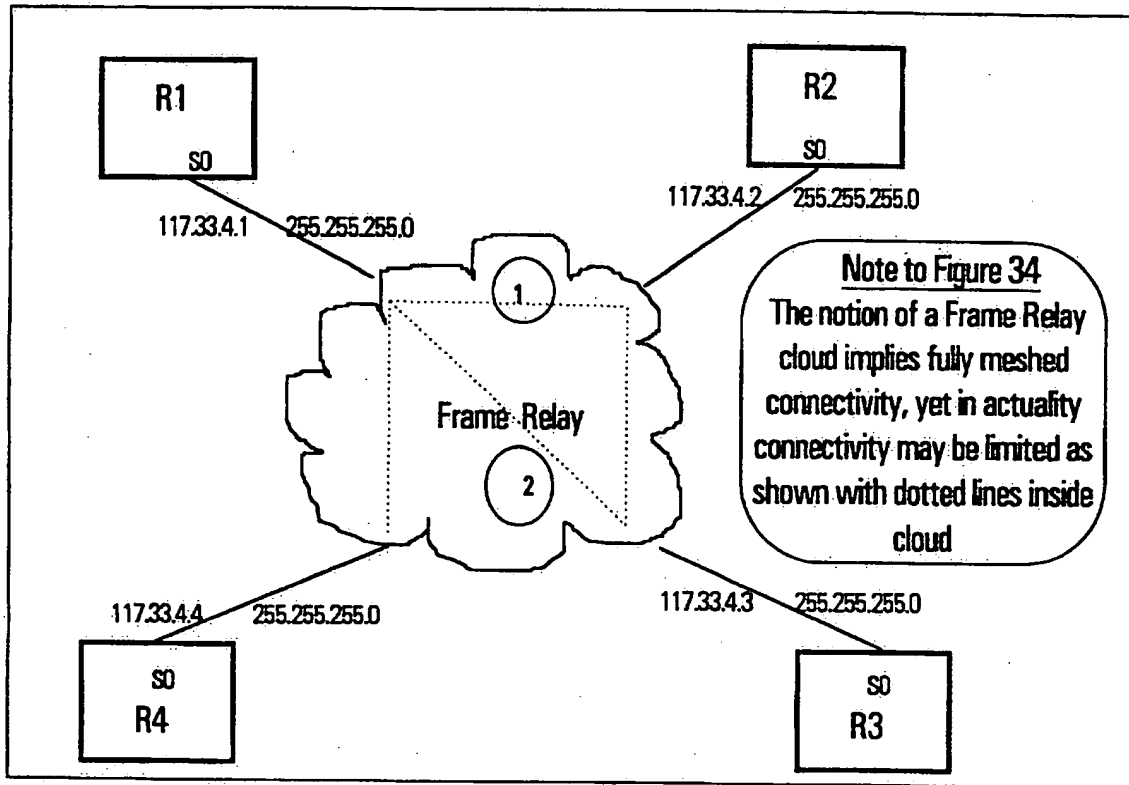 R1
S0
R2
S0
117.33.4.1 255.255.255.0
117.33.4.2 255.255.255.0
1
Note to Figure 34
The notion of a Frame Relay
cloud implies fully meshed
connectivity, yet in actuality
connectivity may be limited as
shown with dotted lines inside
cloud
Frame Relay
2
117.33.4.4 255.255.255.0
117.33.4.3 255.255.255.0
S0
R4
S0
R3